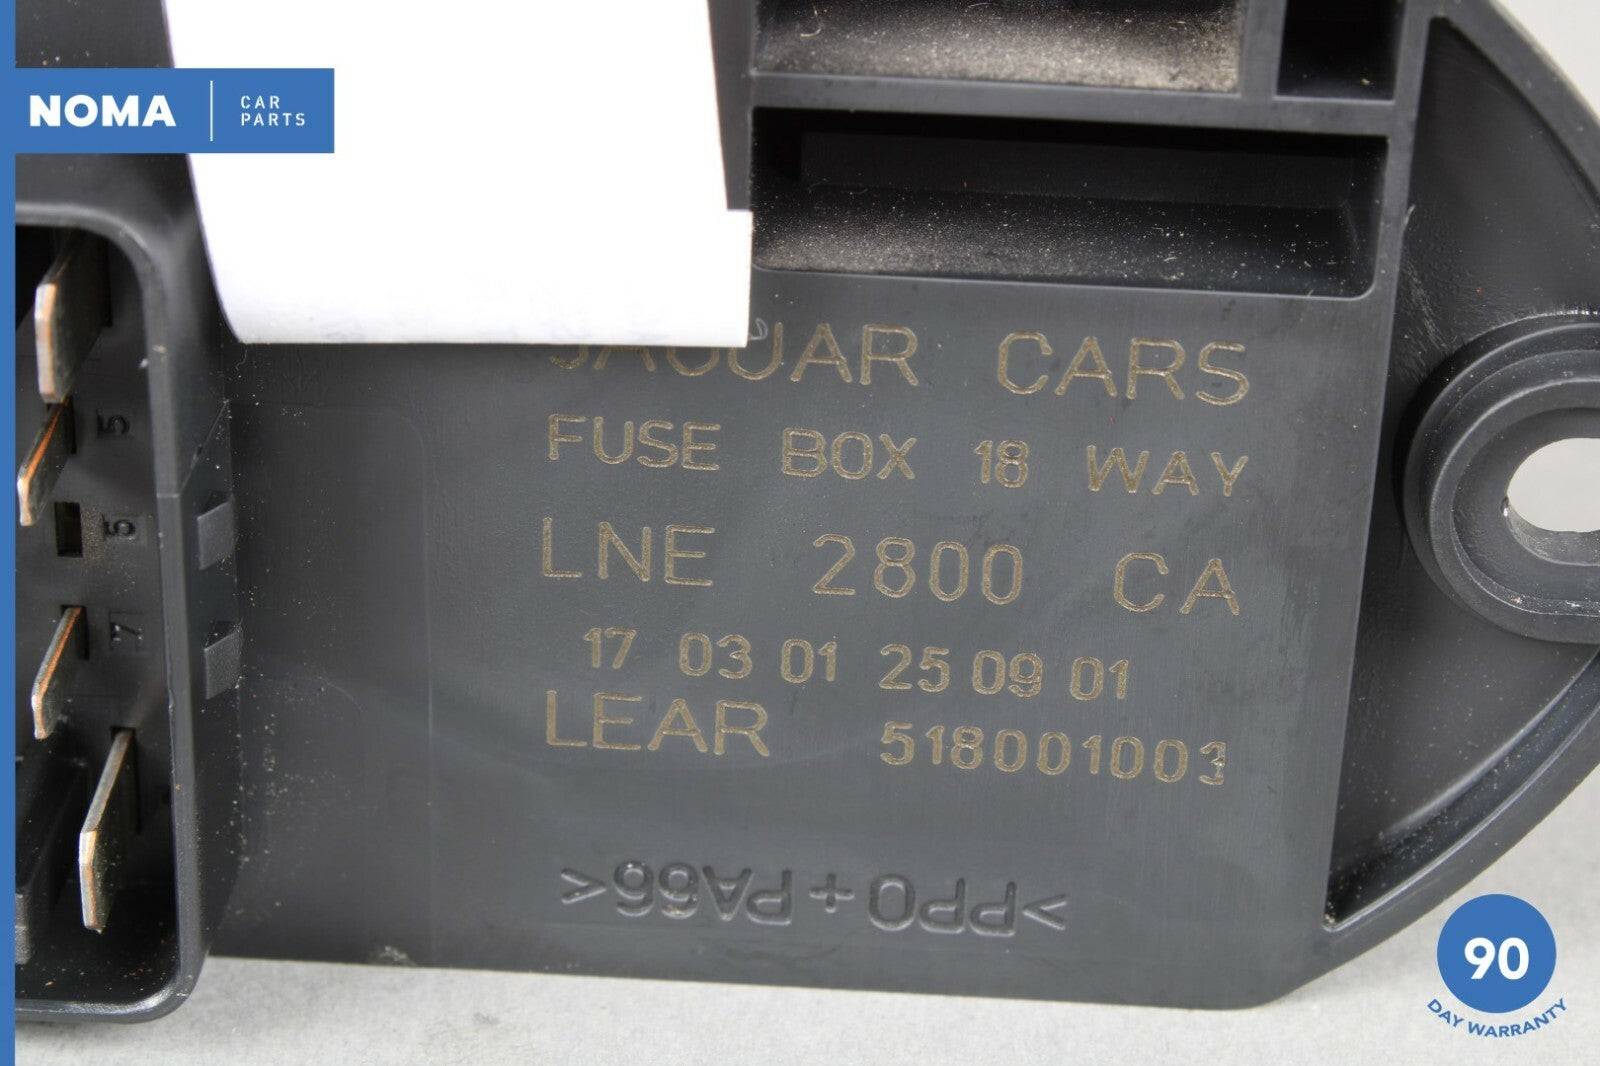 NOMA
CAR
PARTS
JAGUAR CARS
FUSE BOX 18 WAY
LNE 2800 CA
17 03 01 25 09 01
LEAR 518001003
>PPO+PA66<
5
6
7
90
DAY WARRANTY